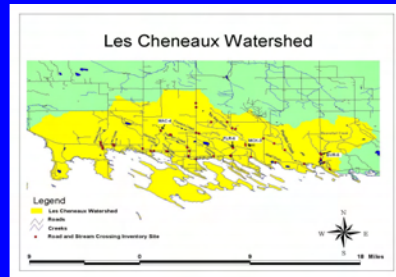 Les Cheneaux Watershed
Legend
Les Cheneaux Watershed
Roads
Creeks
Road and Stream Crossing Inventory Site
N
W E
S
9 0 9 18 Miles